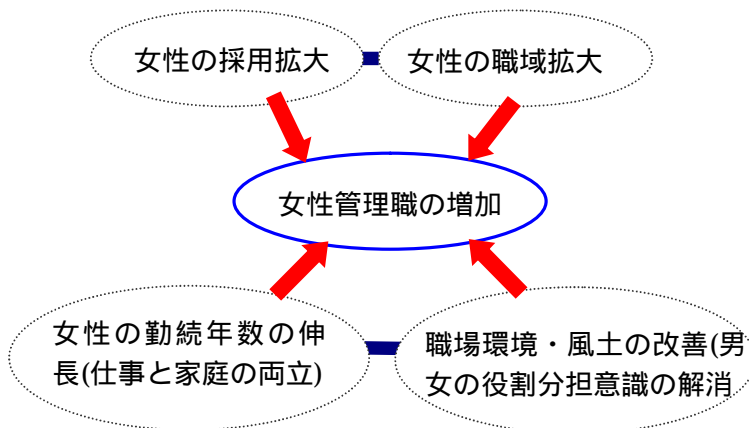 女性の採用拡大
女性の職域拡大
女性管理職の増加
女性の勤続年数の伸
長(仕事と家庭の両立)
職場環境・風土の改善(男
女の役割分担意識の解消